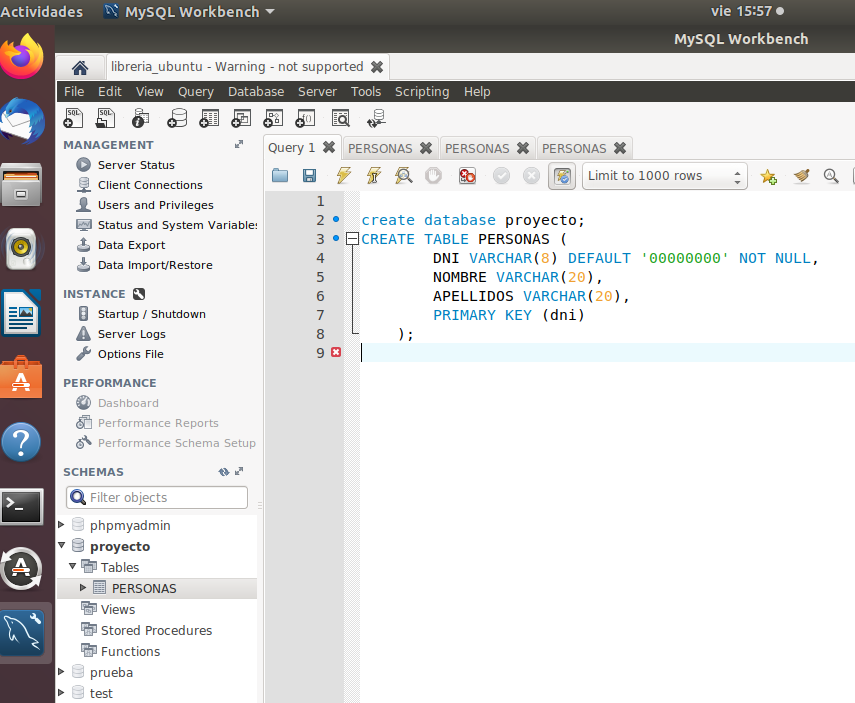 Actividades MySQL Workbench vie 15:57
MySQL Workbench
libreria_ubuntu - Warning - not supported
File Edit View Query Database Server Tools Scripting Help
MANAGEMENT
Server Status
Client Connections
Users and Privileges
Status and System Variables
Data Export
Data Import/Restore
INSTANCE
Startup / Shutdown
Server Logs
Options File
PERFORMANCE
Dashboard
Performance Reports
Performance Schema Setup
SCHEMAS
Filter objects
phpmyadmin
proyecto
Tables
PERSONAS
Views
Stored Procedures
Functions
prueba
test
Query 1 PERSONAS PERSONAS PERSONAS
Limit to 1000 rows
1
2 create database proyecto;
3 CREATE TABLE PERSONAS (
4 DNI VARCHAR(8) DEFAULT '00000000' NOT NULL,
5 NOMBRE VARCHAR(20),
6 APELLIDOS VARCHAR(20),
7 PRIMARY KEY (dni)
8 );
9